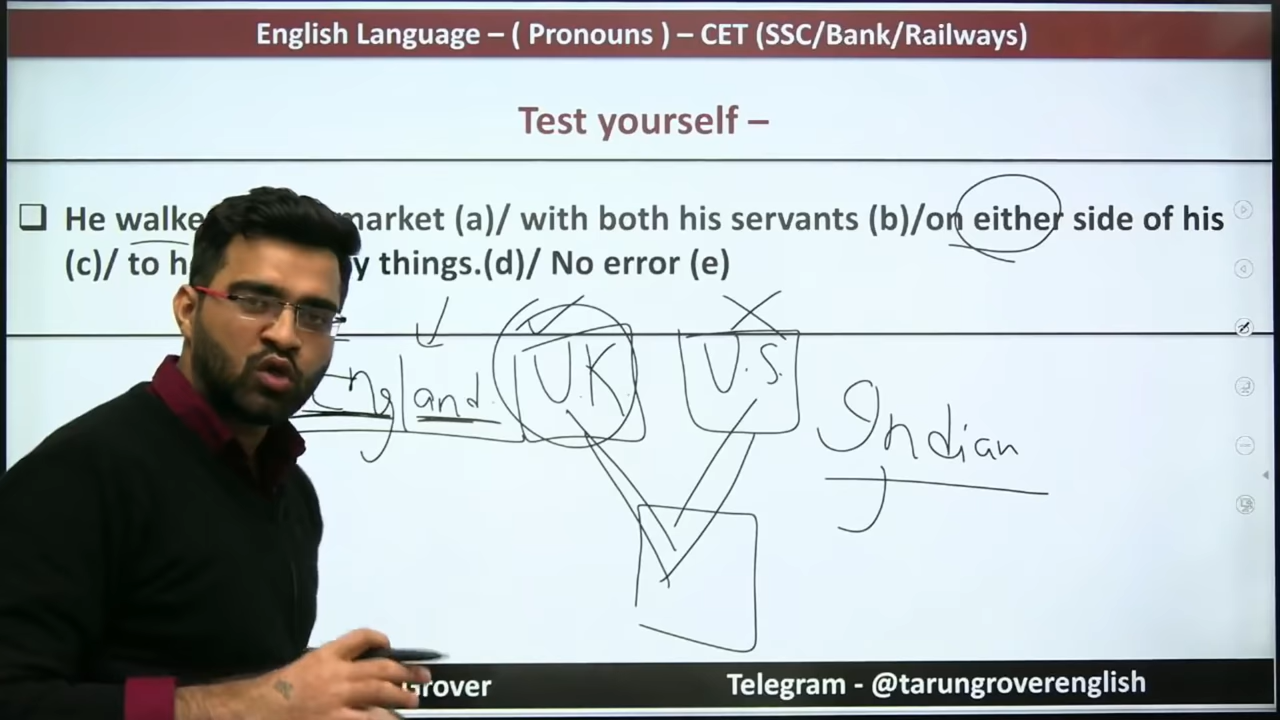 English Language – ( Pronouns ) – CET (SSC/Bank/Railways)
Test yourself –
He walke market (a)/ with both his servants (b)/on either side of his
(c)/ to h y things.(d)/ No error (e)
England U.K U.S. Indian
Grover Telegram - @tarungroverenglish